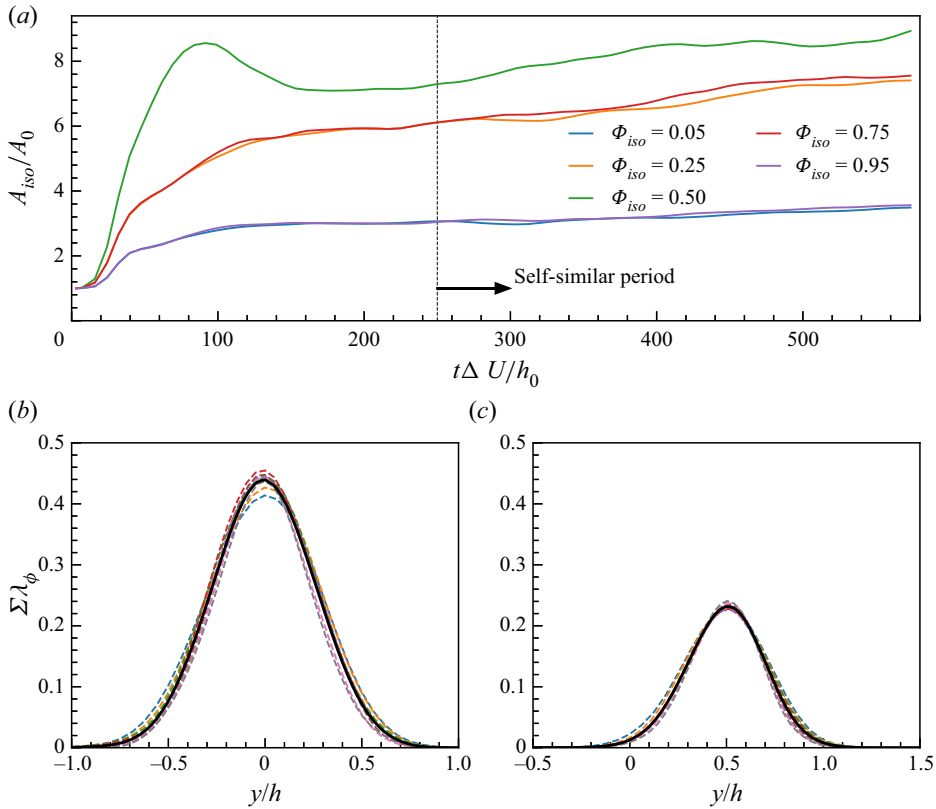 (a)
8
6
4
2
A_iso/A_0
Φ_iso = 0.05
Φ_iso = 0.75
Φ_iso = 0.25
Φ_iso = 0.95
Φ_iso = 0.50
Self-similar period
0 100 200 300 400 500
tΔ U/h_0
(b)
0.5
0.4
0.3
0.2
0.1
0
Σλ_ϕ
−1.0 −0.5 0 0.5 1.0
y/h
(c)
0.5
0.4
0.3
0.2
0.1
0
−0.5 0 0.5 1.0 1.5
y/h